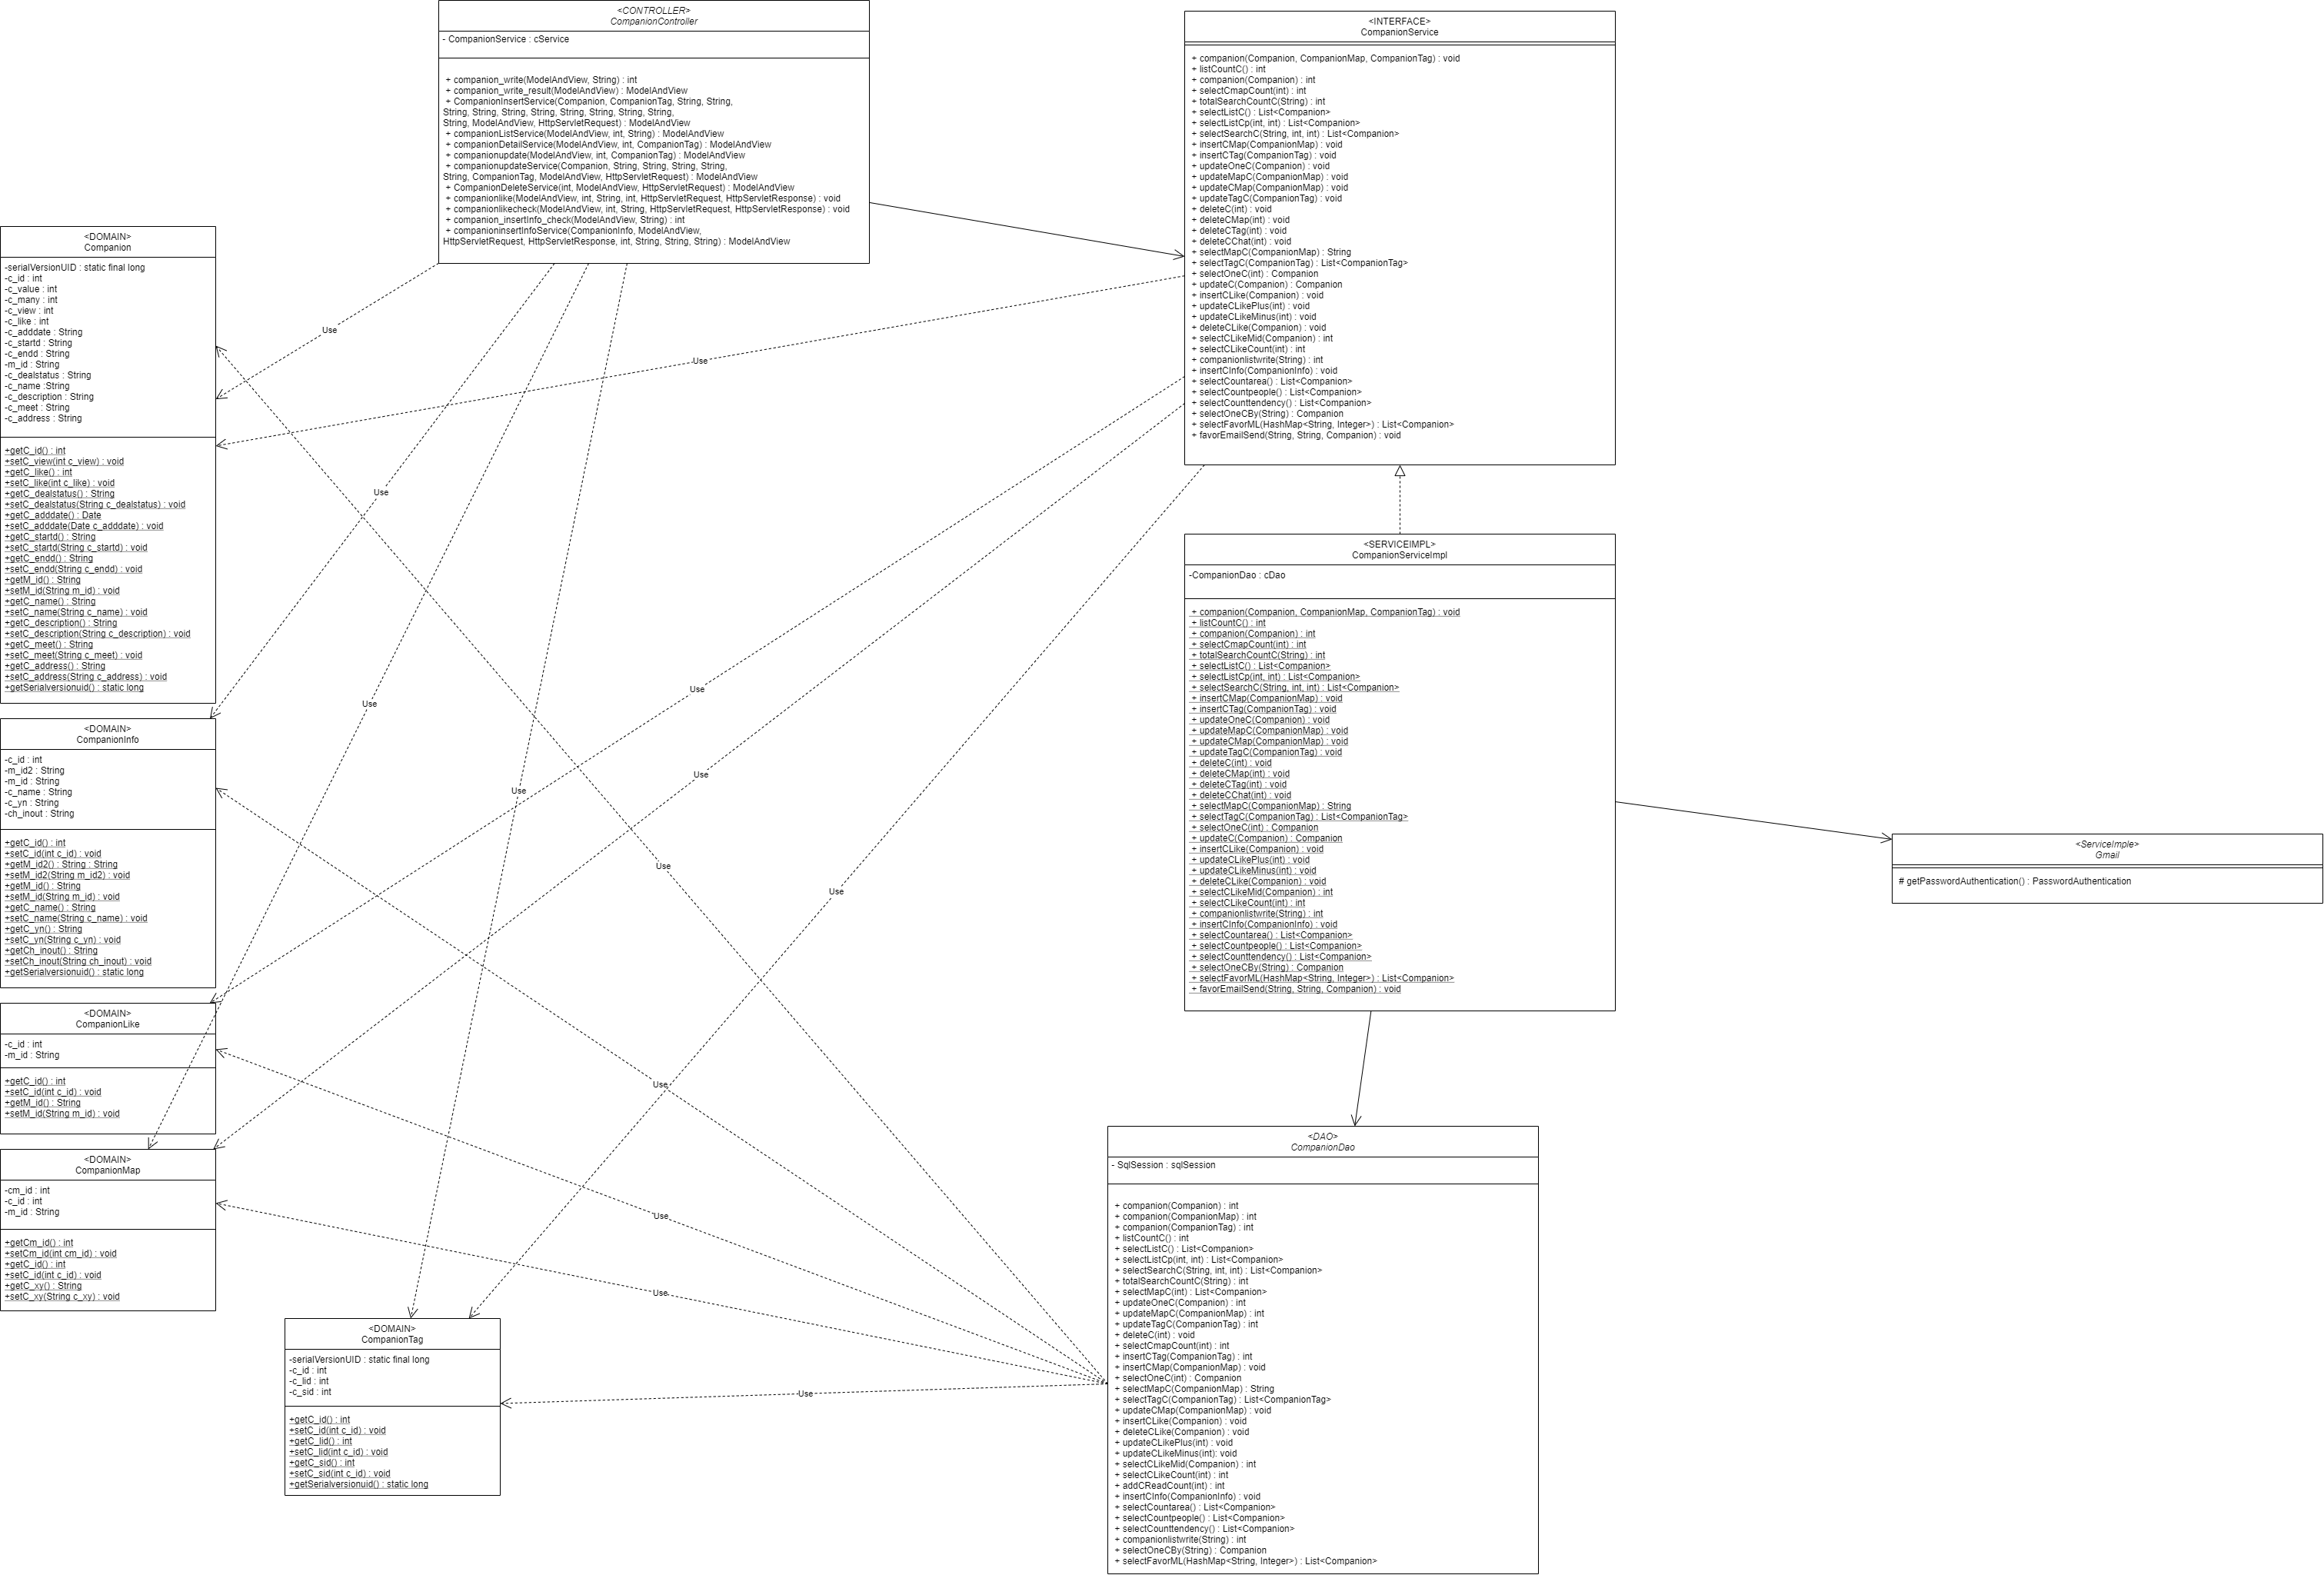 <CONTROLLER>
CompanionController
- CompanionService : cService
+ companion_write(ModelAndView, String) : int
+ companion_write_result(ModelAndView) : ModelAndView
+ CompanionInsertService(Companion, CompanionTag, String, String,
String, String, String, String, String, String, String, String,
String, ModelAndView, HttpServletRequest) : ModelAndView
+ companionListService(ModelAndView, int, String) : ModelAndView
+ companionDetailService(ModelAndView, int, CompanionTag) : ModelAndView
+ companionupdate(ModelAndView, int, CompanionTag) : ModelAndView
+ companionupdateService(Companion, String, String, String, String,
String, CompanionTag, ModelAndView, HttpServletRequest) : ModelAndView
+ CompanionDeleteService(int, ModelAndView, HttpServletRequest) : ModelAndView
+ companionlike(ModelAndView, int, String, int, HttpServletRequest, HttpServletResponse) : void
+ companionlikecheck(ModelAndView, int, String, HttpServletRequest, HttpServletResponse) : void
+ companion_insertInfo_check(ModelAndView, String) : int
+ companioninsertInfoService(CompanionInfo, ModelAndView,
HttpServletRequest, HttpServletResponse, int, String, String, String) : ModelAndView
<INTERFACE>
CompanionService
+ companion(Companion, CompanionMap, CompanionTag) : void
+ listCountC() : int
+ companion(Companion) : int
+ selectCmapCount(int) : int
+ totalSearchCountC(String) : int
+ selectListC() : List<Companion>
+ selectListCp(int, int) : List<Companion>
+ selectSearchC(String, int, int) : List<Companion>
+ insertCMap(CompanionMap) : void
+ insertCTag(CompanionTag) : void
+ updateOneC(Companion) : void
+ updateMapC(CompanionMap) : void
+ updateCMap(CompanionMap) : void
+ updateTagC(CompanionTag) : void
+ deleteC(int) : void
+ deleteCMap(int) : void
+ deleteCTag(int) : void
+ deleteCChat(int) : void
+ selectMapC(CompanionMap) : String
+ selectTagC(CompanionTag) : List<CompanionTag>
+ selectOneC(int) : Companion
+ updateC(Companion) : Companion
+ insertCLike(Companion) : void
+ updateCLikePlus(int) : void
+ updateCLikeMinus(int) : void
+ deleteCLike(Companion) : void
+ selectCLikeMid(Companion) : int
+ selectCLikeCount(int) : int
+ companionlistwrite(String) : int
+ insertCInfo(CompanionInfo) : void
+ selectCountarea() : List<Companion>
+ selectCountpeople() : List<Companion>
+ selectCounttendency() : List<Companion>
+ selectOneCBy(String) : Companion
+ selectFavorML(HashMap<String, Integer>) : List<Companion>
+ favorEmailSend(String, String, Companion) : void
<DOMAIN>
Companion
-serialVersionUID : static final long
-c_id : int
-c_value : int
-c_many : int
-c_view : int
-c_like : int
-c_adddate : String
-c_startd : String
-c_endd : String
-m_id : String
-c_dealstatus : String
-c_name :String
-c_description : String
-c_meet : String
-c_address : String
+getC_id() : int
+setC_view(int c_view) : void
+getC_like() : int
+setC_like(int c_like) : void
+getC_dealstatus() : String
+setC_dealstatus(String c_dealstatus) : void
+getC_adddate() : Date
+setC_adddate(Date c_adddate) : void
+getC_startd() : String
+setC_startd(String c_startd) : void
+getC_endd() : String
+setC_endd(String c_endd) : void
+getM_id() : String
+setM_id(String m_id) : void
+getC_name() : String
+setC_name(String c_name) : void
+getC_description() : String
+setC_description(String c_description) : void
+getC_meet() : String
+setC_meet(String c_meet) : void
+getC_address() : String
+setC_address(String c_address) : void
+getSerialversionuid() : static long
Use
Use
Use
Use
Use
Use
Use
Use
Use
Use
Use
Use
Use
<SERVICEIMPL>
CompanionServiceImpl
-CompanionDao : cDao
+ companion(Companion, CompanionMap, CompanionTag) : void
+ listCountC() : int
+ companion(Companion) : int
+ selectCmapCount(int) : int
+ totalSearchCountC(String) : int
+ selectListC() : List<Companion>
+ selectListCp(int, int) : List<Companion>
+ selectSearchC(String, int, int) : List<Companion>
+ insertCMap(CompanionMap) : void
+ insertCTag(CompanionTag) : void
+ updateOneC(Companion) : void
+ updateMapC(CompanionMap) : void
+ updateCMap(CompanionMap) : void
+ updateTagC(CompanionTag) : void
+ deleteC(int) : void
+ deleteCMap(int) : void
+ deleteCTag(int) : void
+ deleteCChat(int) : void
+ selectMapC(CompanionMap) : String
+ selectTagC(CompanionTag) : List<CompanionTag>
+ selectOneC(int) : Companion
+ updateC(Companion) : Companion
+ insertCLike(Companion) : void
+ updateCLikePlus(int) : void
+ updateCLikeMinus(int) : void
+ deleteCLike(Companion) : void
+ selectCLikeMid(Companion) : int
+ selectCLikeCount(int) : int
+ companionlistwrite(String) : int
+ insertCInfo(CompanionInfo) : void
+ selectCountarea() : List<Companion>
+ selectCountpeople() : List<Companion>
+ selectCounttendency() : List<Companion>
+ selectOneCBy(String) : Companion
+ selectFavorML(HashMap<String, Integer>) : List<Companion>
+ favorEmailSend(String, String, Companion) : void
<ServiceImple>
Gmail
# getPasswordAuthentication() : PasswordAuthentication
<DOMAIN>
CompanionInfo
-c_id : int
-m_id2 : String
-m_id : String
-c_name : String
-c_yn : String
-ch_inout : String
+getC_id() : int
+setC_id(int c_id) : void
+getM_id2() : String : String
+setM_id2(String m_id2) : void
+getM_id() : String
+setM_id(String m_id) : void
+getC_name() : String
+setC_name(String c_name) : void
+getC_yn() : String
+setC_yn(String c_yn) : void
+getCh_inout() : String
+setCh_inout(String ch_inout) : void
+getSerialversionuid() : static long
<DOMAIN>
CompanionLike
-c_id : int
-m_id : String
+getC_id() : int
+setC_id(int c_id) : void
+getM_id() : String
+setM_id(String m_id) : void
<DOMAIN>
CompanionMap
-cm_id : int
-c_id : int
-m_id : String
+getCm_id() : int
+setCm_id(int cm_id) : void
+getC_id() : int
+setC_id(int c_id) : void
+getC_xy() : String
+setC_xy(String c_xy) : void
<DOMAIN>
CompanionTag
-serialVersionUID : static final long
-c_id : int
-c_lid : int
-c_sid : int
+getC_id() : int
+setC_id(int c_id) : void
+getC_lid() : int
+setC_lid(int c_id) : void
+getC_sid() : int
+setC_sid(int c_id) : void
+getSerialversionuid() : static long
<DAO>
CompanionDao
- SqlSession : sqlSession
+ companion(Companion) : int
+ companion(CompanionMap) : int
+ companion(CompanionTag) : int
+ listCountC() : int
+ selectListC() : List<Companion>
+ selectListCp(int, int) : List<Companion>
+ selectSearchC(String, int, int) : List<Companion>
+ totalSearchCountC(String) : int
+ selectMapC(int) : List<Companion>
+ updateOneC(Companion) : int
+ updateMapC(CompanionMap) : int
+ updateTagC(CompanionTag) : int
+ deleteC(int) : void
+ selectCmapCount(int) : int
+ insertCTag(CompanionTag) : int
+ insertCMap(CompanionMap) : void
+ selectOneC(int) : Companion
+ selectMapC(CompanionMap) : String
+ selectTagC(CompanionTag) : List<CompanionTag>
+ updateCMap(CompanionMap) : void
+ insertCLike(Companion) : void
+ deleteCLike(Companion) : void
+ updateCLikePlus(int) : void
+ updateCLikeMinus(int): void
+ selectCLikeMid(Companion) : int
+ selectCLikeCount(int) : int
+ addCReadCount(int) : int
+ insertCInfo(CompanionInfo) : void
+ selectCountarea() : List<Companion>
+ selectCountpeople() : List<Companion>
+ selectCounttendency() : List<Companion>
+ companionlistwrite(String) : int
+ selectOneCBy(String) : Companion
+ selectFavorML(HashMap<String, Integer>) : List<Companion>